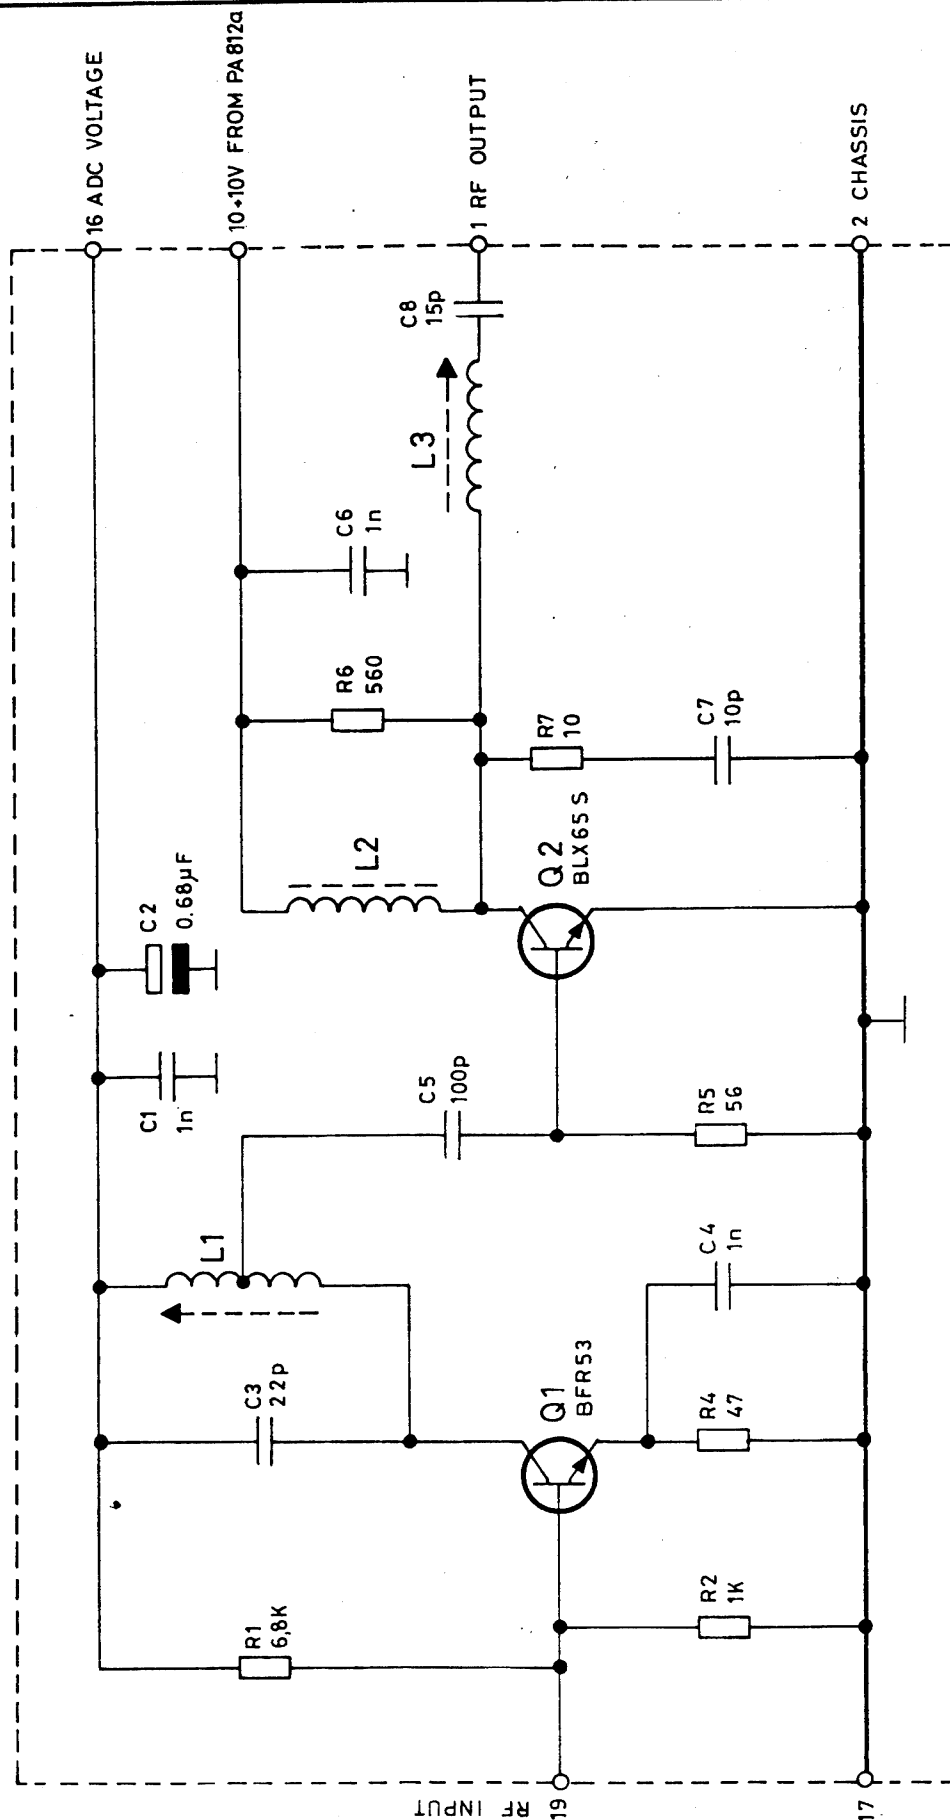 16 ADC VOLTAGE
10+10V FROM PA812a
1 RF OUTPUT
2 CHASSIS
C8
15p
L3
C6
1n
R6
560
R7
10
C7
10p
L2
Q2
BLX65S
C2
0.68µF
C1
1n
C5
100p
R5
56
L1
C4
1n
C3
22p
Q1
BFR53
R4
47
R1
6,8K
R2
1K
RF INPUT
19
17